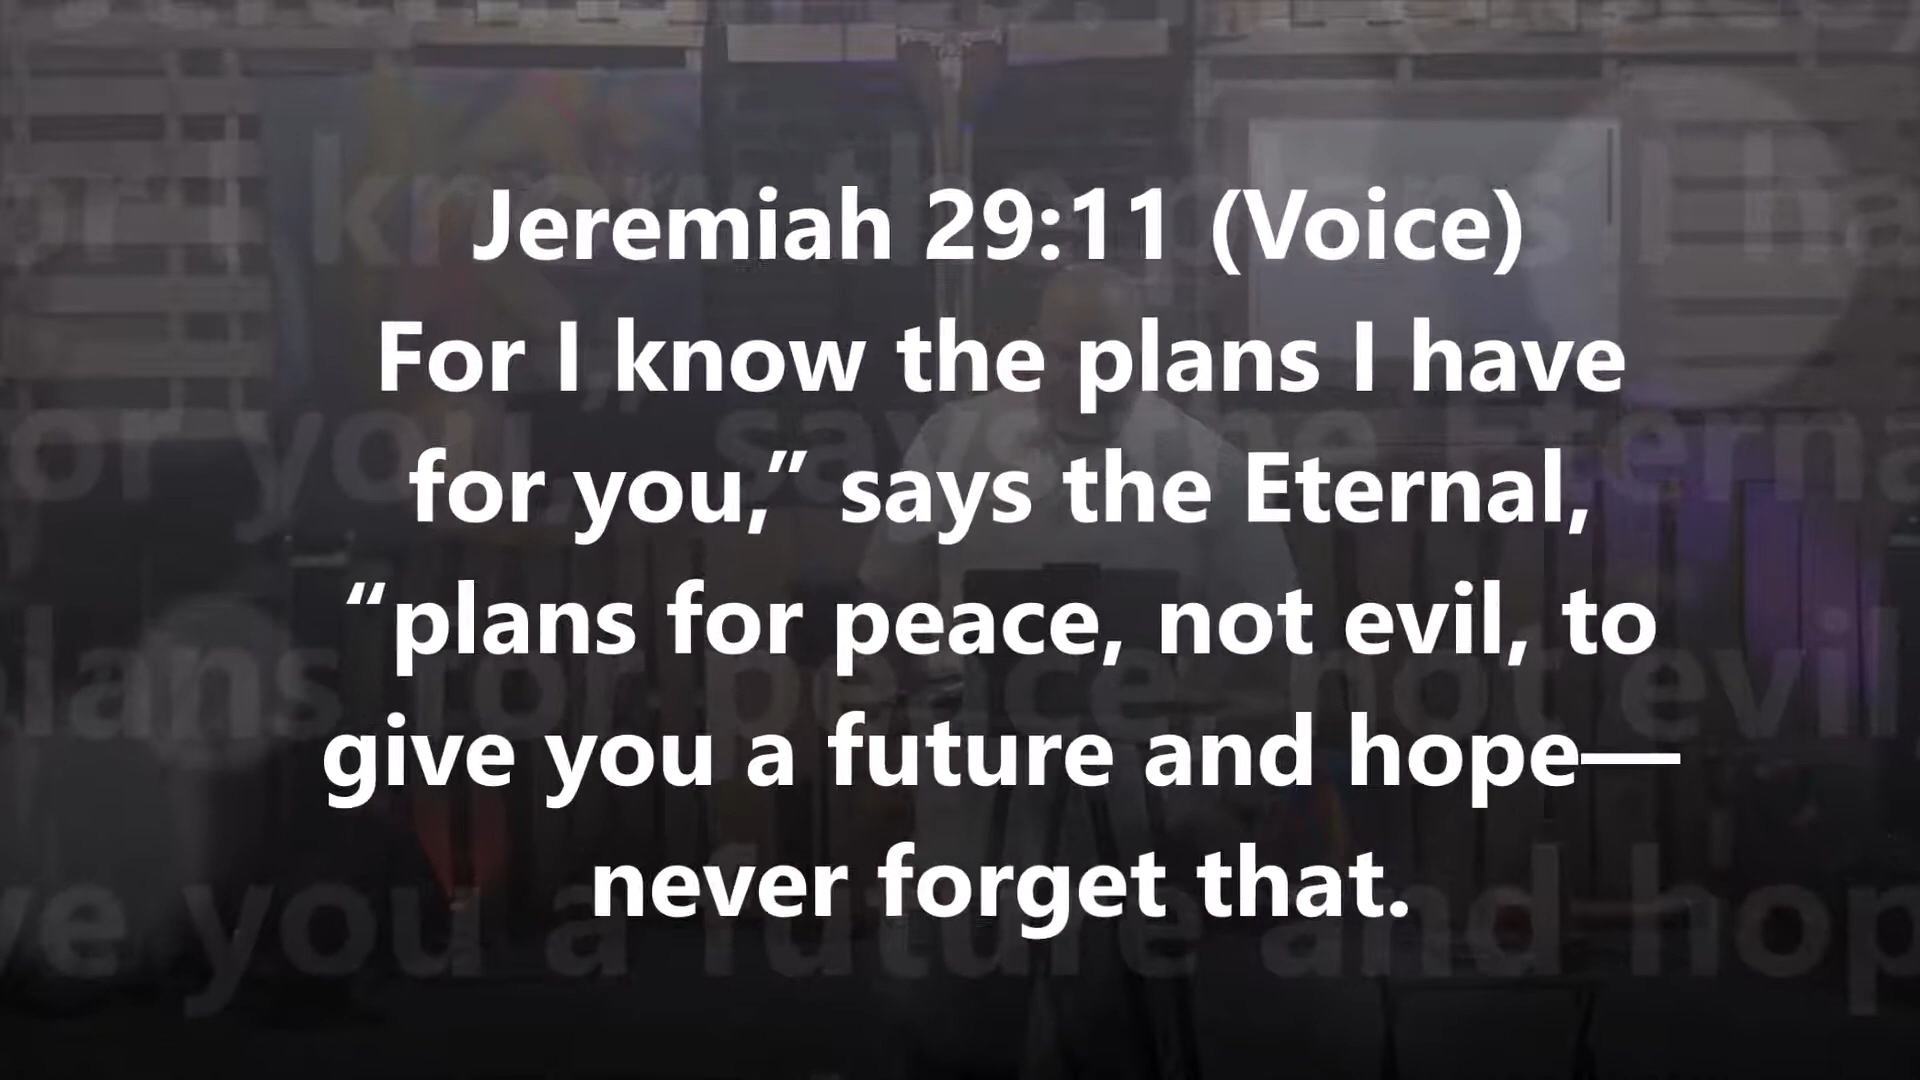 Jeremiah 29:11 (Voice)
For I know the plans I have
for you,” says the Eternal,
“plans for peace, not evil, to
give you a future and hope—
never forget that.